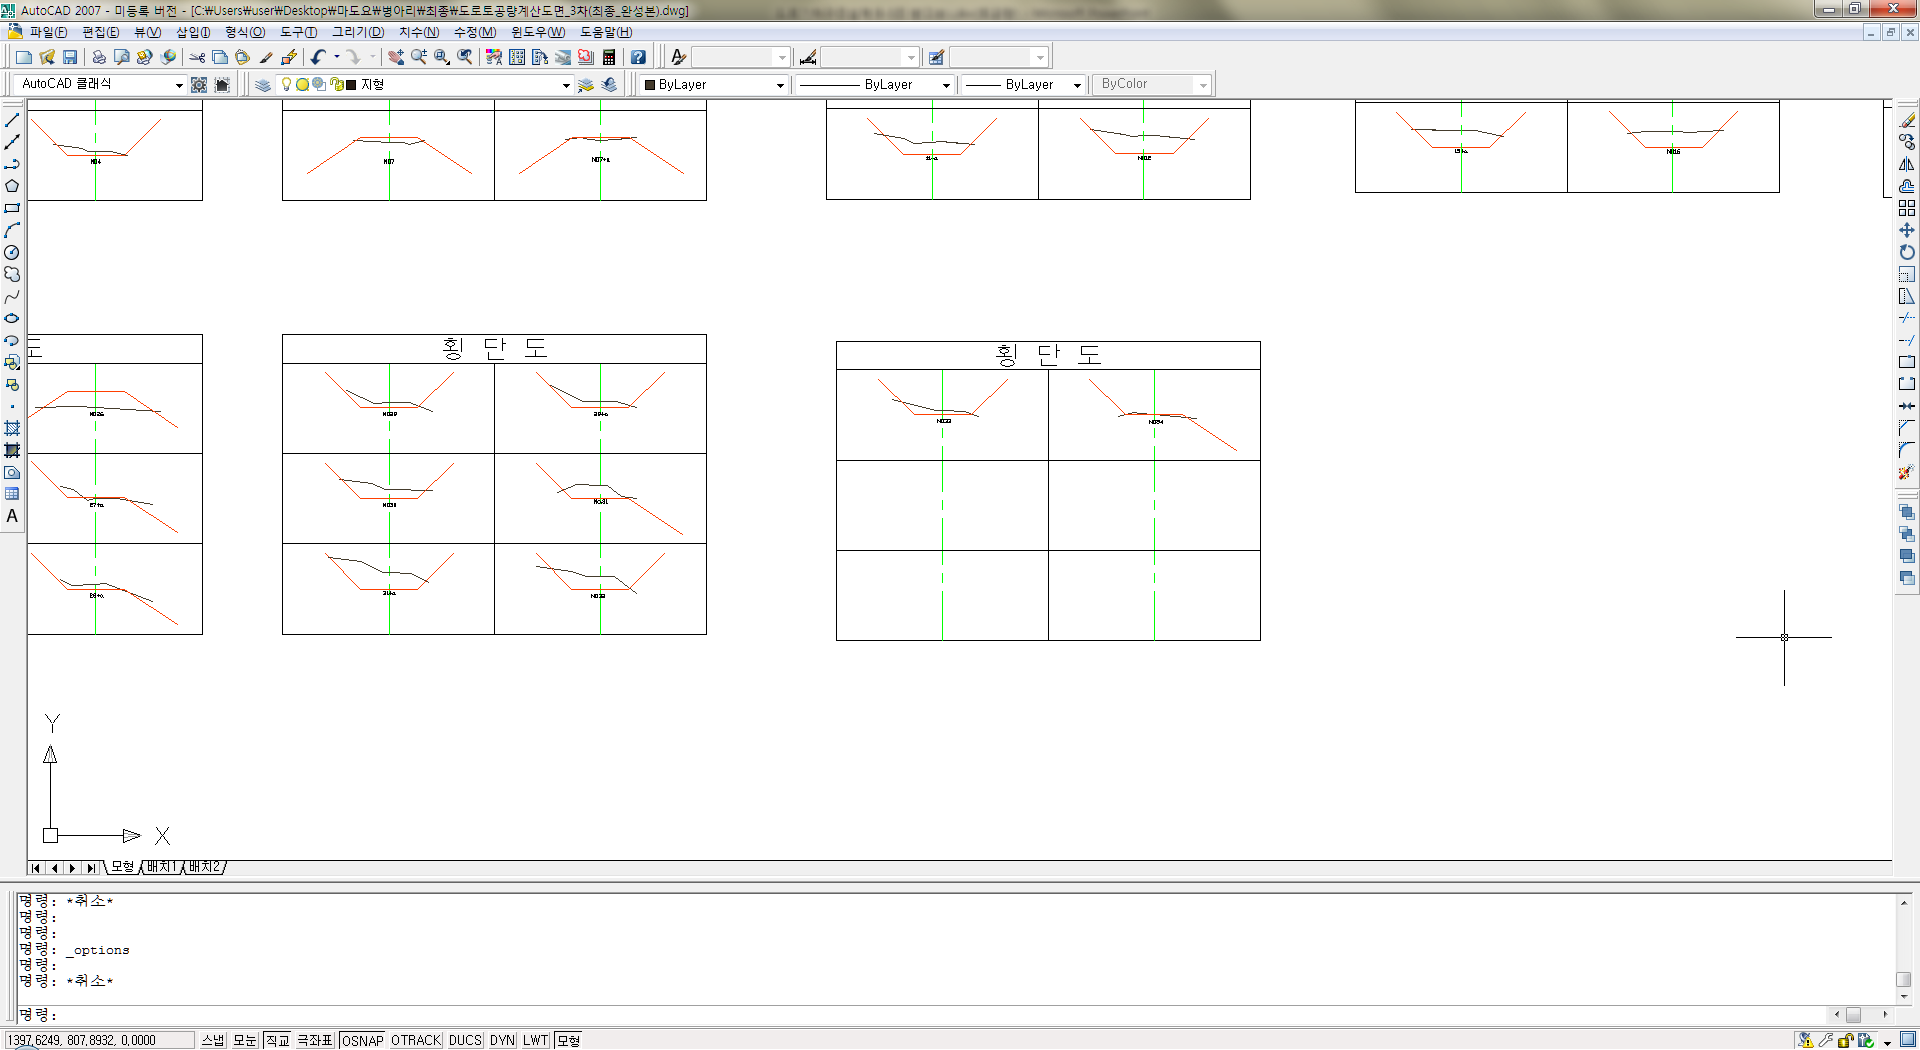 AutoCAD 2007 - 미등록 버전 - [C:\Users\user\Desktop\마도요\병아리\최종\도로토공량계산도면_3차(최종_완성본).dwg]
파일(F) 편집(E) 뷰(V) 삽입(I) 형식(O) 도구(T) 그리기(D) 치수(N) 수정(M) 윈도우(W) 도움말(H)
AutoCAD 클래식
지형
ByLayer
ByLayer
ByLayer
ByColor
NO4
NO7
NO7+a
도
횡 단 도
횡 단 도
NO31
Y
X
모형 배치1 배치2
명령: *취소*
명령:
명령:
명령: _options
명령:
명령: *취소*
명령:
1397,6249, 807,8932, 0,0000
스냅 모눈 직교 극좌표 OSNAP OTRACK DUCS DYN LWT 모형